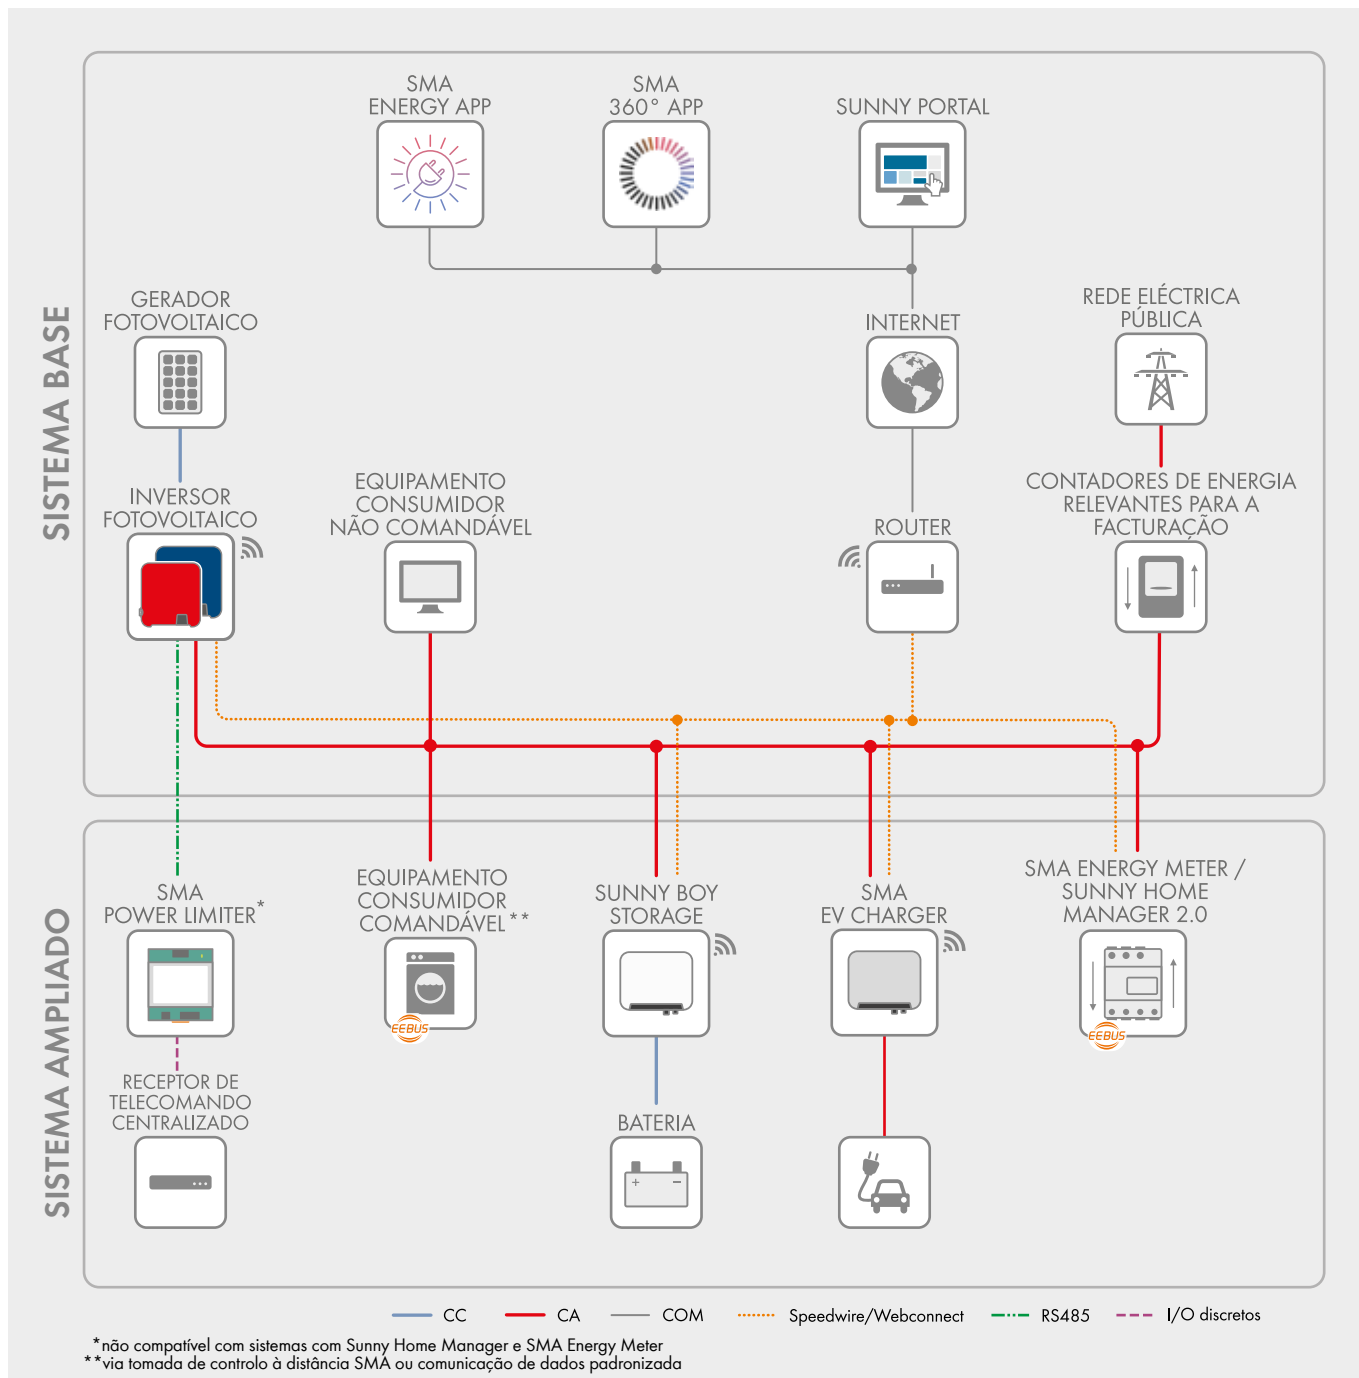 SISTEMA BASE
SMA
ENERGY APP
SMA
360° APP
SUNNY PORTAL
GERADOR
FOTOVOLTAICO
INTERNET
REDE ELÉCTRICA
PÚBLICA
INVERSOR
FOTOVOLTAICO
EQUIPAMENTO
CONSUMIDOR
NÃO COMANDÁVEL
ROUTER
CONTADORES DE ENERGIA
RELEVANTES PARA A
FACTURAÇÃO
SISTEMA AMPLIADO
SMA
POWER LIMITER*
EQUIPAMENTO
CONSUMIDOR
COMANDÁVEL**
EEBUS
SUNNY BOY
STORAGE
SMA
EV CHARGER
SMA ENERGY METER /
SUNNY HOME
MANAGER 2.0
EEBUS
RECEPTOR DE
TELECOMANDO
CENTRALIZADO
BATERIA
+ −
CC CA COM Speedwire/Webconnect RS485 I/O discretos
*não compatível com sistemas com Sunny Home Manager e SMA Energy Meter
**via tomada de controlo à distância SMA ou comunicação de dados padronizada